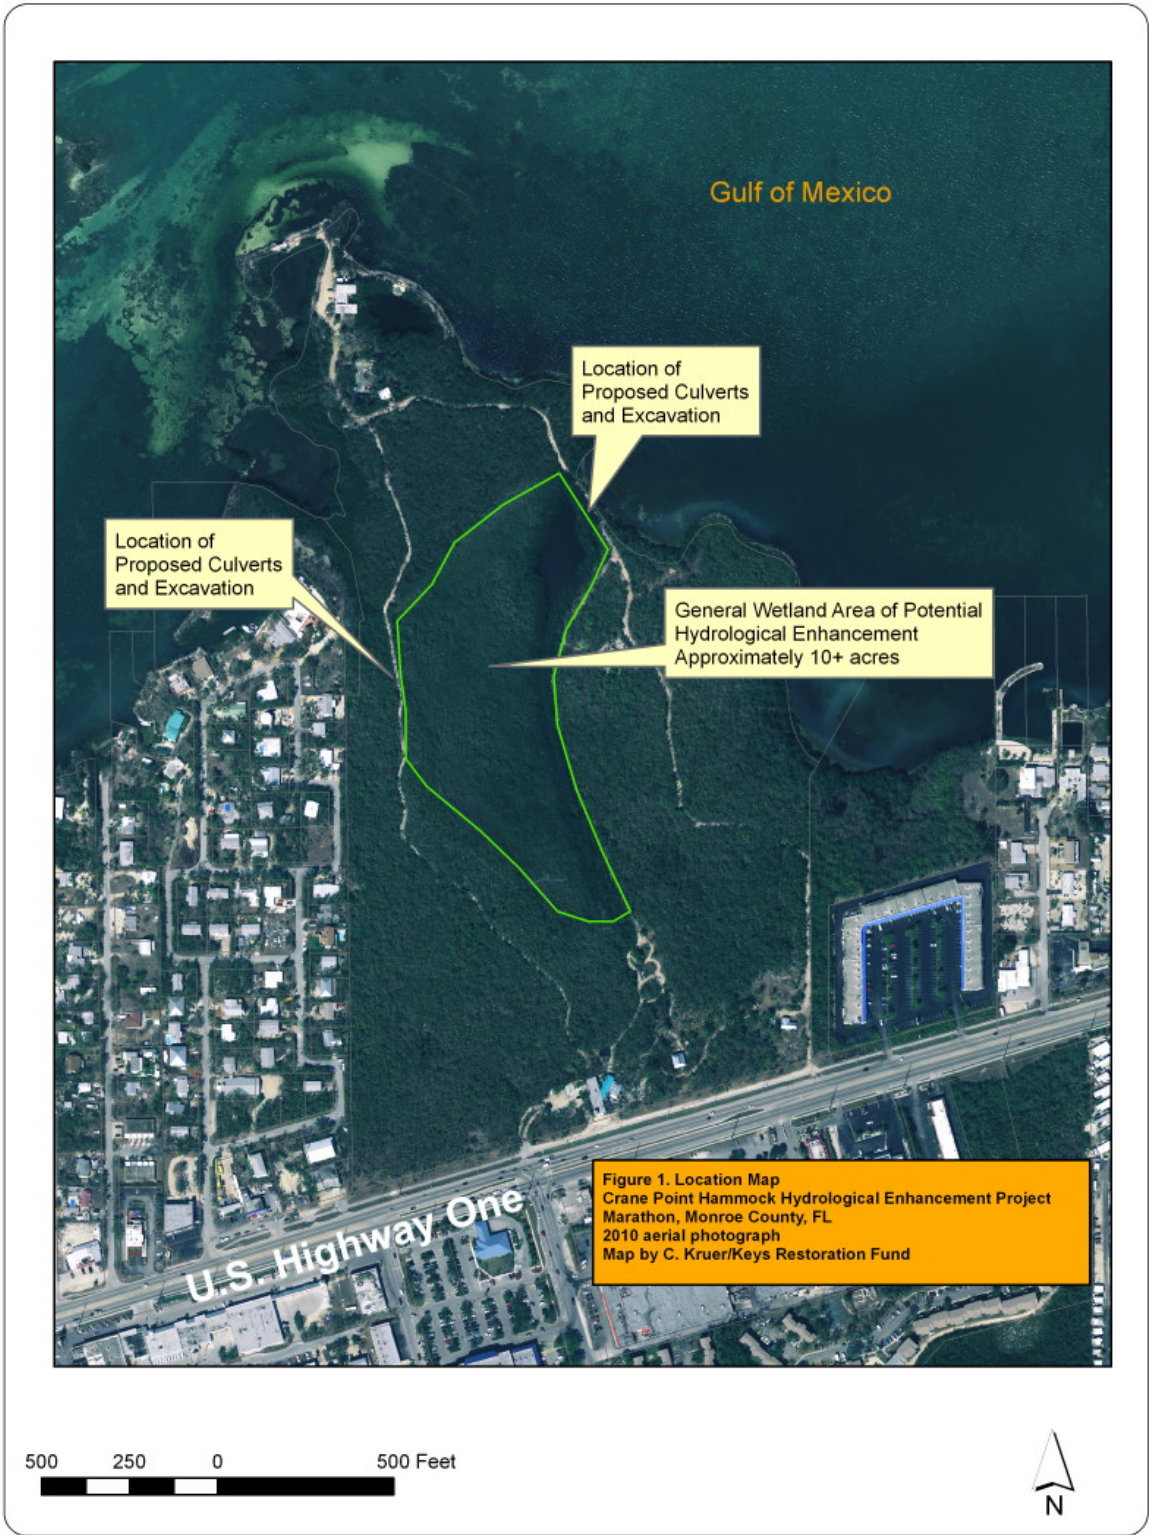 Gulf of Mexico
Location of
Proposed Culverts
and Excavation
Location of
Proposed Culverts
and Excavation
General Wetland Area of Potential
Hydrological Enhancement
Approximately 10+ acres
U.S. Highway One
Figure 1. Location Map
Crane Point Hammock Hydrological Enhancement Project
Marathon, Monroe County, FL
2010 aerial photograph
Map by C. Kruer/Keys Restoration Fund
500 250 0 500 Feet
N